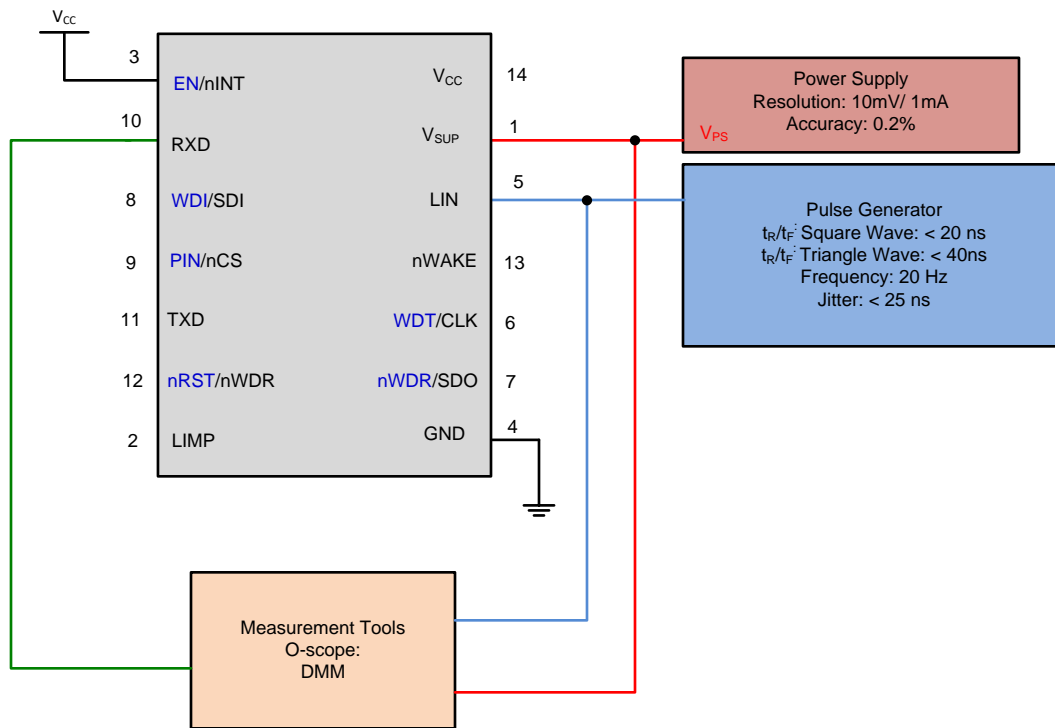 VCC
3
EN/nINT
10
RXD
8
WDI/SDI
9
PIN/nCS
11
TXD
12
nRST/nWDR
2
LIMP
VCC
14
VSUP
1
LIN
5
nWAKE
13
WDT/CLK
6
nWDR/SDO
7
GND
4
Power Supply
Resolution: 10mV/ 1mA
Accuracy: 0.2%
VPS
Pulse Generator
tR/tF: Square Wave: < 20 ns
tR/tF: Triangle Wave: < 40ns
Frequency: 20 Hz
Jitter: < 25 ns
Measurement Tools
O-scope:
DMM